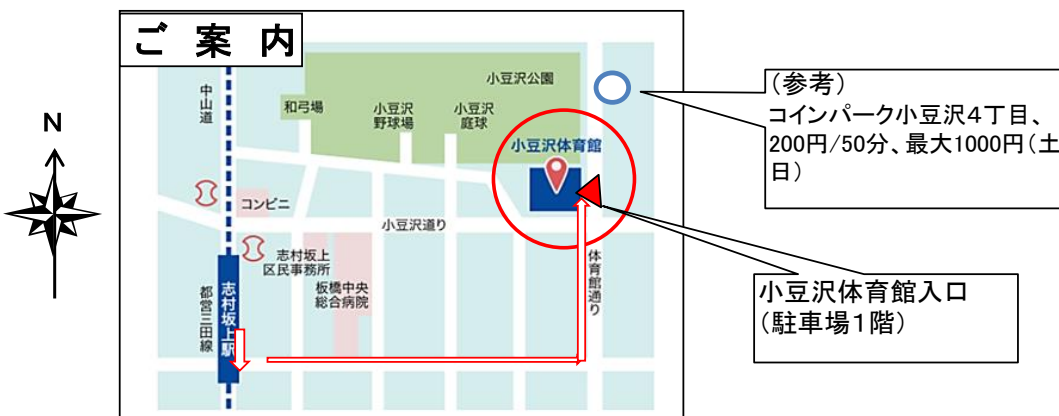 ご案内
小豆沢公園
中山道
和弓場
小豆沢
野球場
小豆沢
庭球
小豆沢体育館
N
コンビニ
小豆沢道り
志村坂上
区民事務所
板橋中央
総合病院
体育館通り
志村坂上駅
都営三田線
(参考)
コインパーク小豆沢4丁目、
200円/50分、最大1000円(土
日)
小豆沢体育館入口
(駐車場1階)